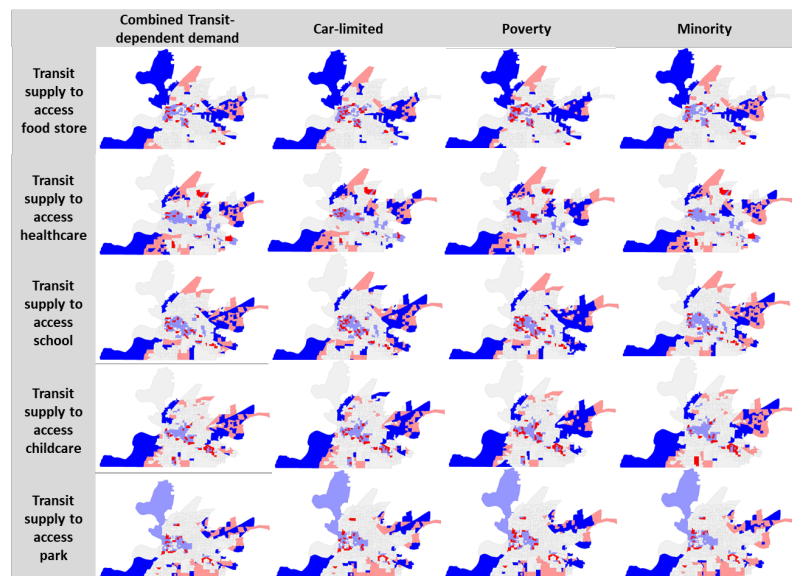 Combined Transit-
dependent demand
Car-limited
Poverty
Minority
Transit
supply to
access
food store
Transit
supply to
access
healthcare
Transit
supply to
access
school
Transit
supply to
access
childcare
Transit
supply to
access
park